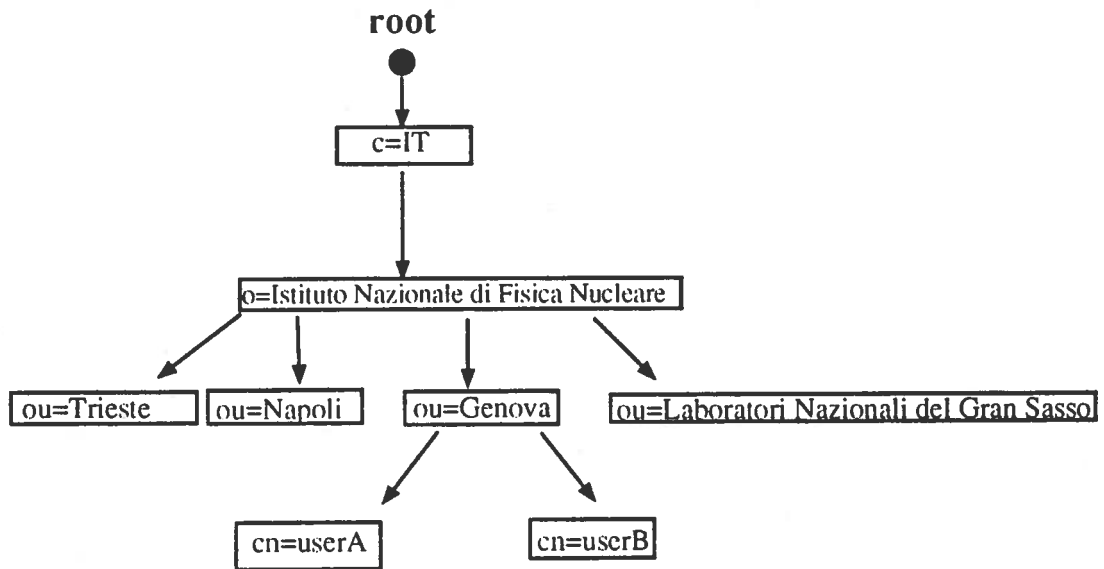 root
c=IT
o=Istituto Nazionale di Fisica Nucleare
ou=Trieste
ou=Napoli
ou=Genova
ou=Laboratori Nazionali del Gran Sasso
cn=userA
cn=userB